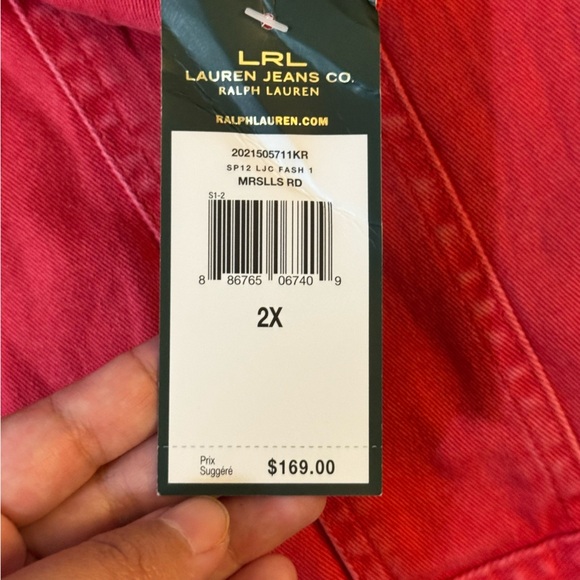 LRL
LAUREN JEANS CO.
RALPH LAUREN
RALPHLAUREN.COM
2021505711KR
SP12 LJC FASH 1
MRSLLS RD
S1-2
8 86765 06740 9
2X
Prix
Suggéré
$169.00